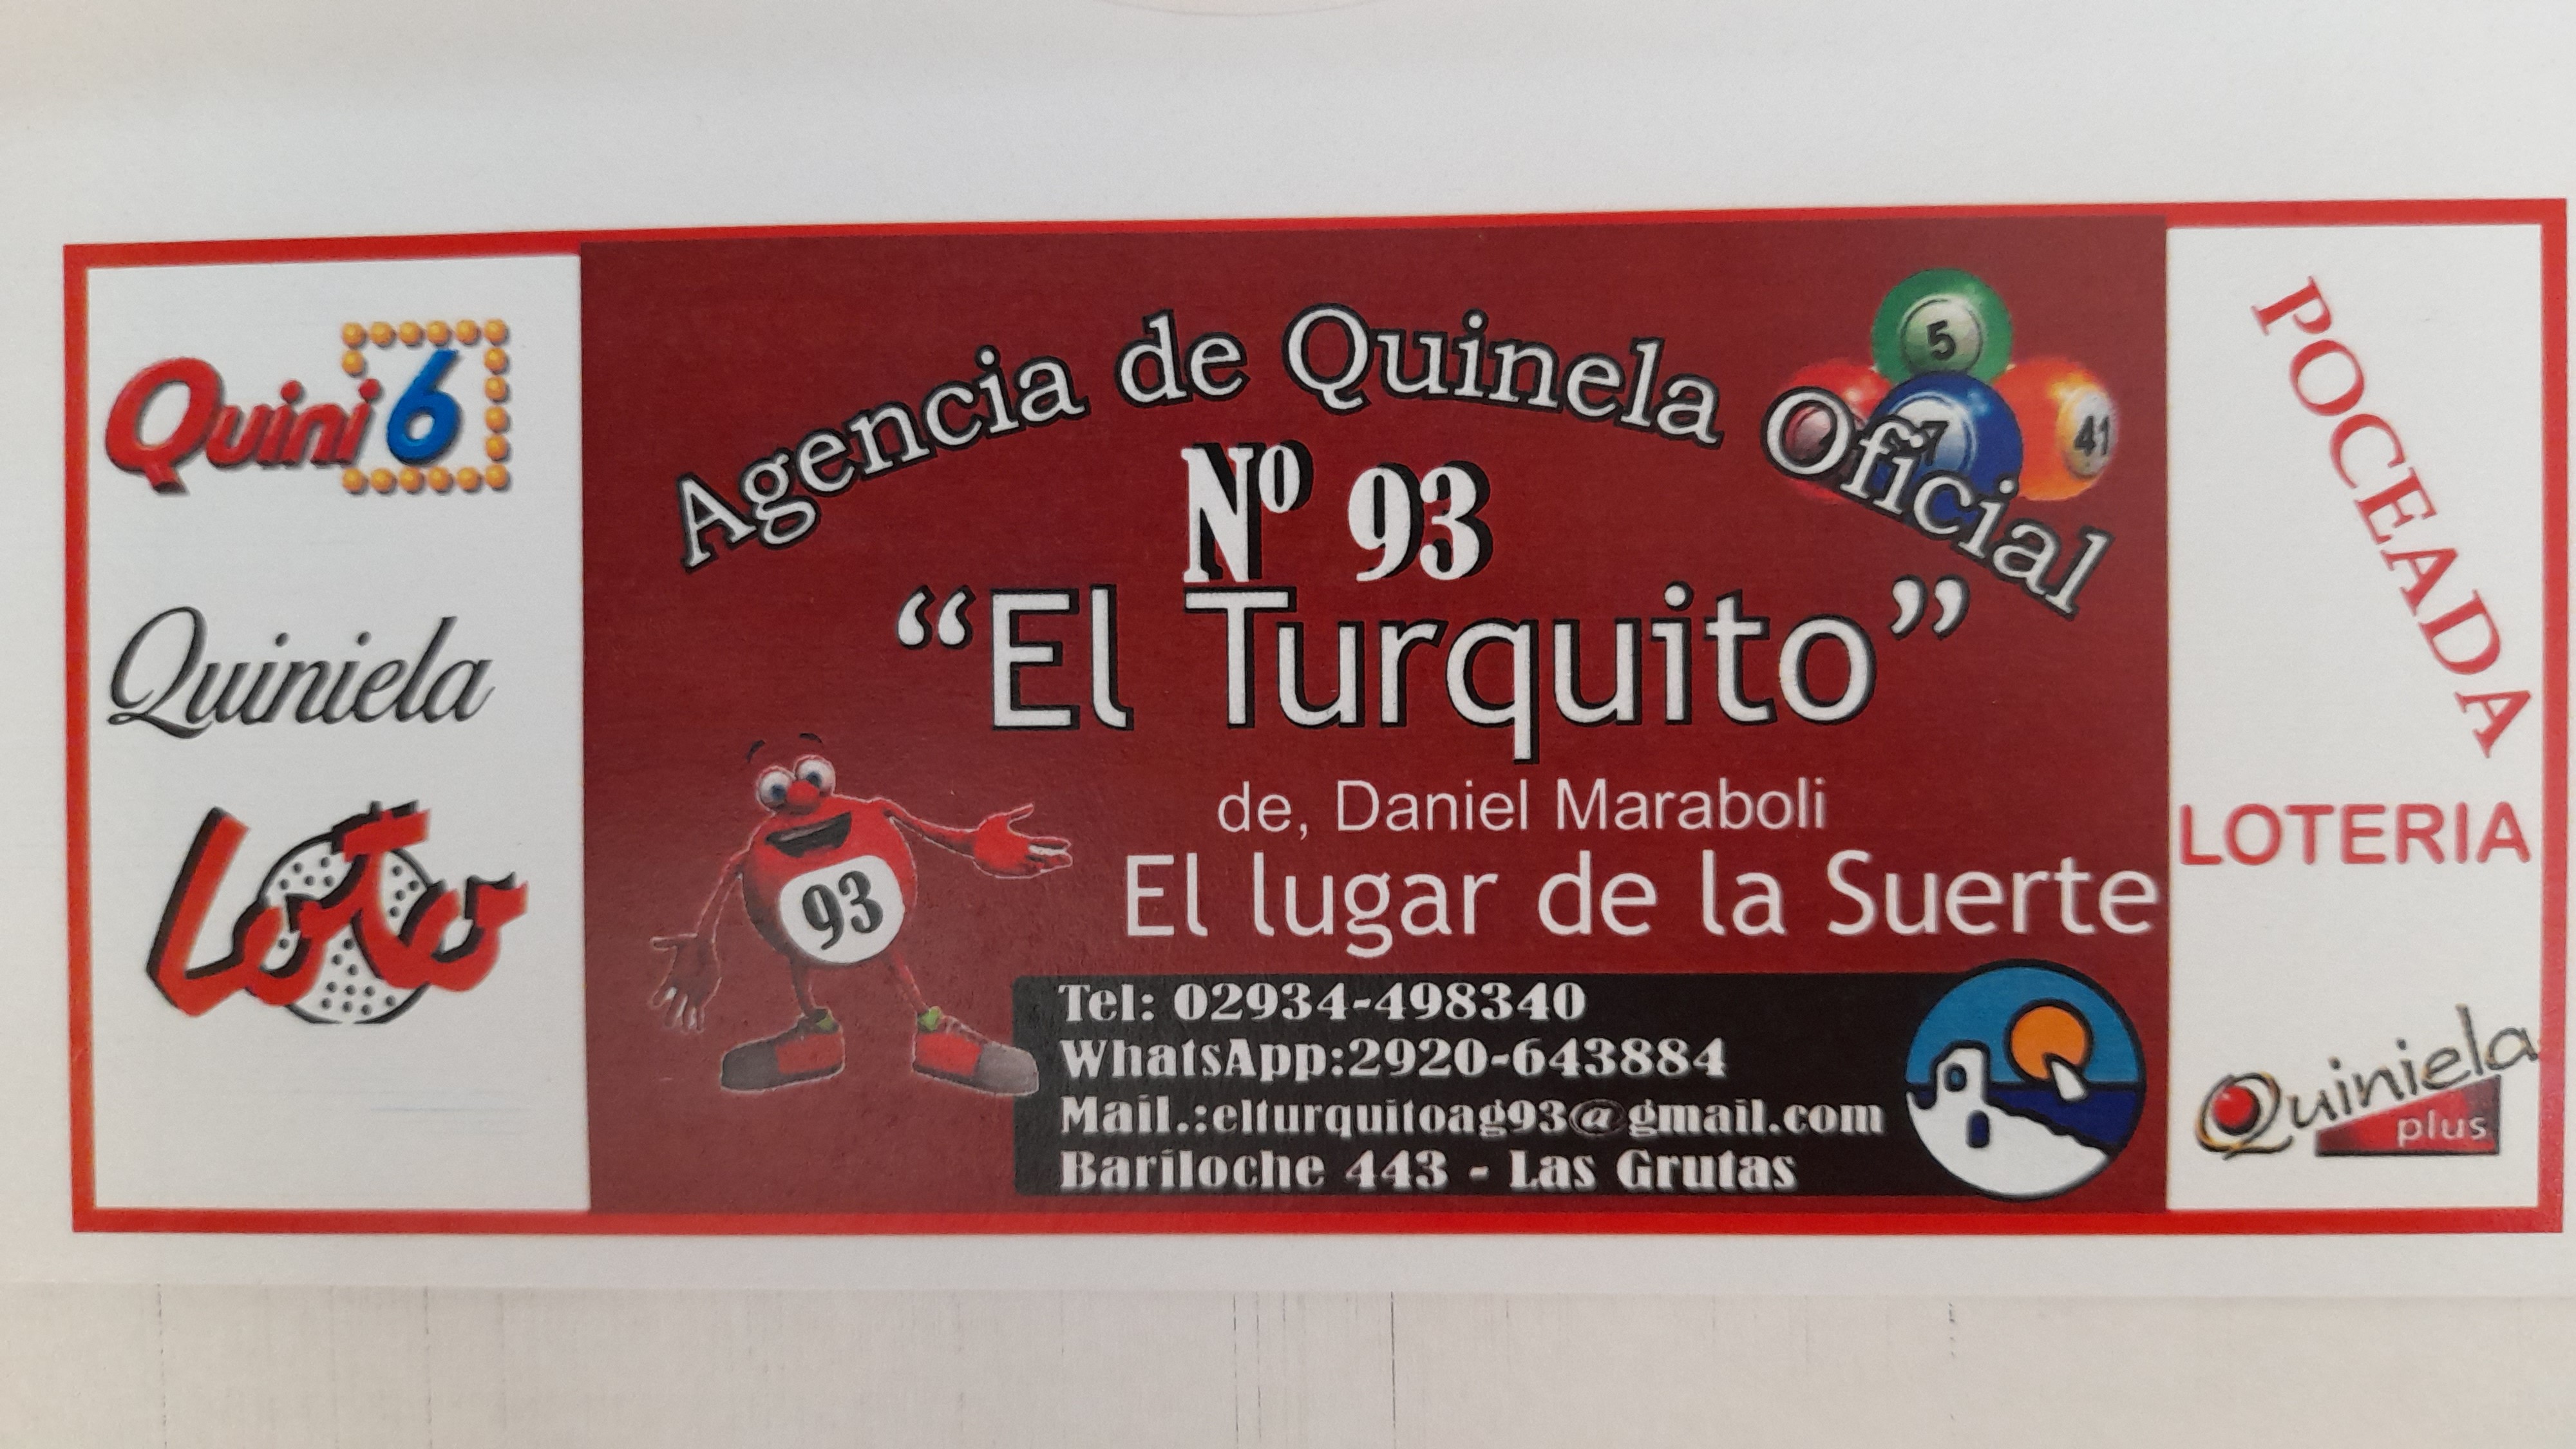 Quini 6
Quiniela
Loto
Agencia de Quinela Oficial
Nº 93
“El Turquito”
de, Daniel Maraboli
El lugar de la Suerte
93
Tel: 02934-498340
WhatsApp:2920-643884
Mail.:elturquitoag93@gmail.com
Bariloche 443 - Las Grutas
5
7
41
POCEADA
LOTERIA
Quiniela
plus